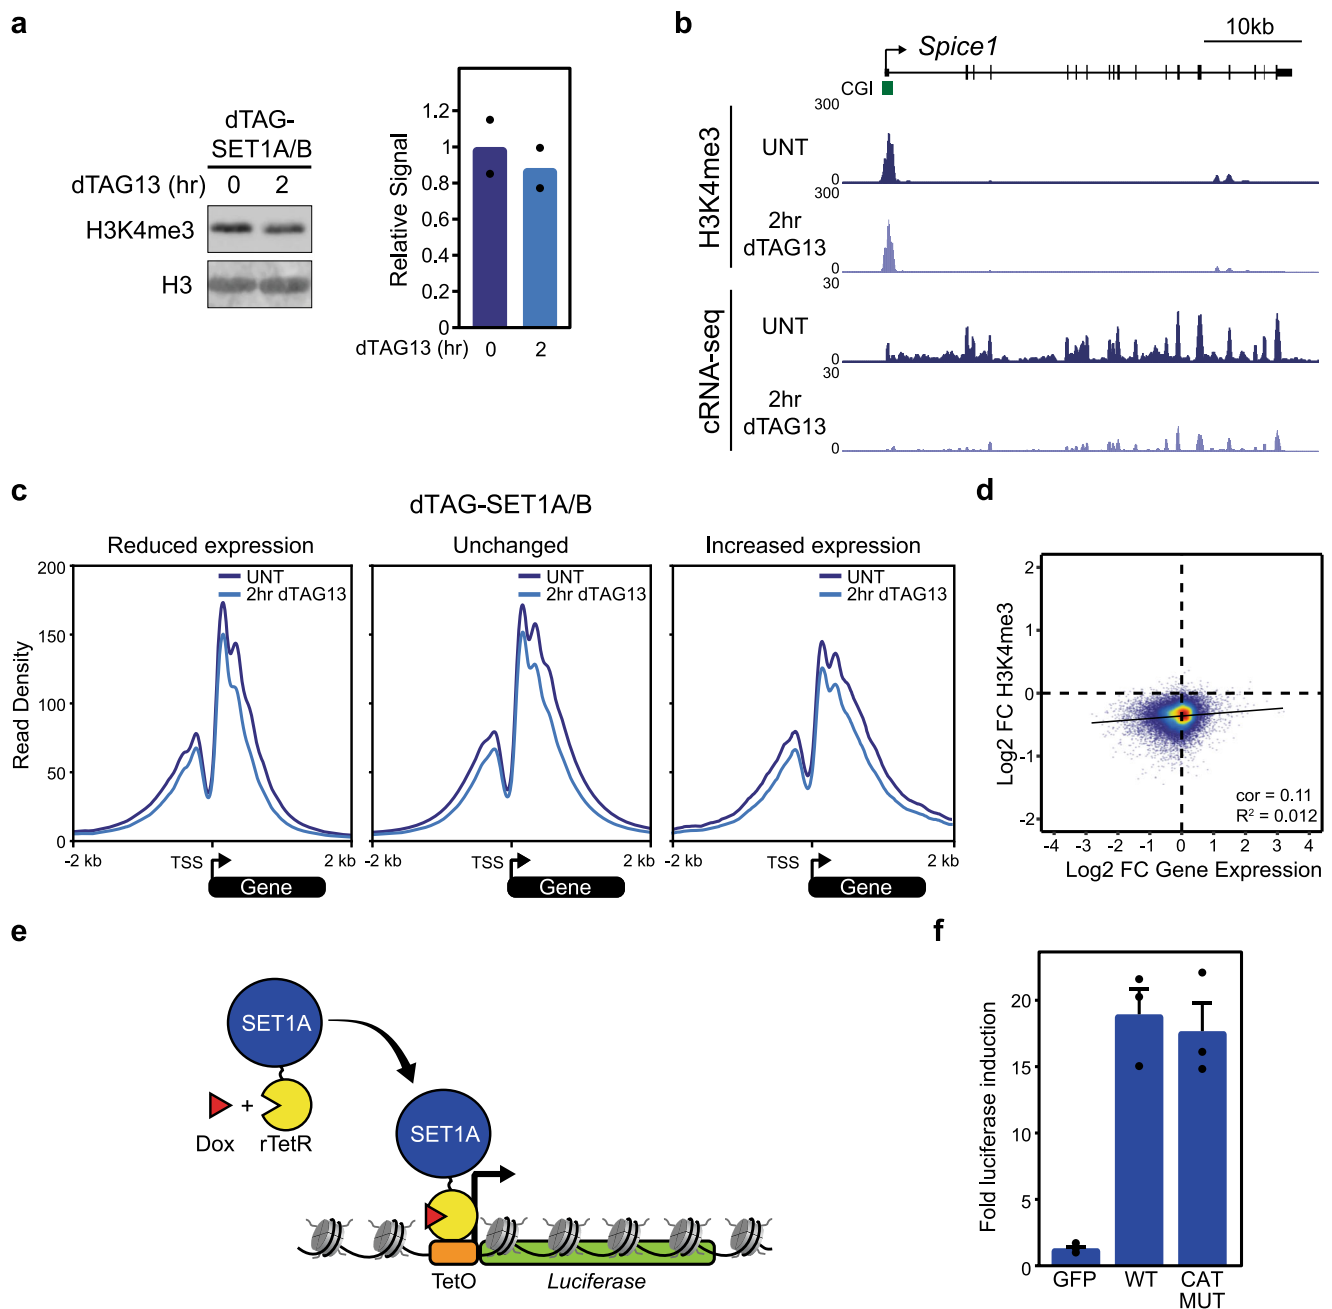 a
dTAG-
SET1A/B
dTAG13 (hr) 0 2
H3K4me3
H3
Relative Signal
1.2
1
0.8
0.6
0.4
0.2
0
dTAG13 (hr) 0 2
b
10kb
Spice1
CGI
H3K4me3
300
UNT
0
300
2hr
dTAG13
0
cRNA-seq
30
UNT
0
30
2hr
dTAG13
0
c
dTAG-SET1A/B
Reduced expression
Unchanged
Increased expression
Read Density
200
150
100
50
0
UNT
2hr dTAG13
UNT
2hr dTAG13
UNT
2hr dTAG13
-2 kb TSS 2 kb
Gene
-2 kb TSS 2 kb
Gene
-2 kb TSS 2 kb
Gene
d
Log2 FC H3K4me3
2
1
0
-1
-2
cor = 0.11
R² = 0.012
-4 -3 -2 -1 0 1 2 3 4
Log2 FC Gene Expression
e
SET1A
Dox + rTetR
SET1A
TetO
Luciferase
f
Fold luciferase induction
20
15
10
5
0
GFP WT CAT
MUT